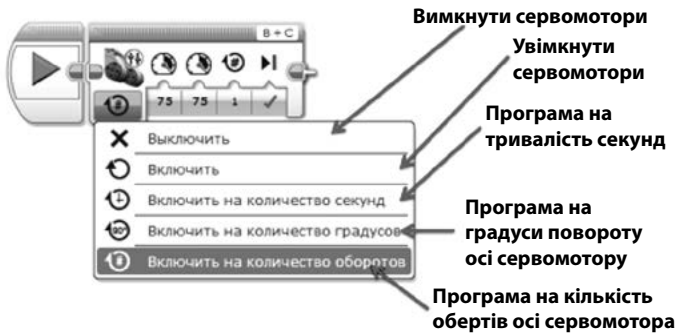 Вимкнути сервомотори
B + C
Увімкнути
сервомотори
75 75 1
Програма на
тривалість секунд
Выключить
Включить
Включить на количество секунд
Включить на количество градусов
Включить на количество оборотов
Програма на
градуси повороту
осі сервомотору
Програма на кількість
обертів осі сервомотора